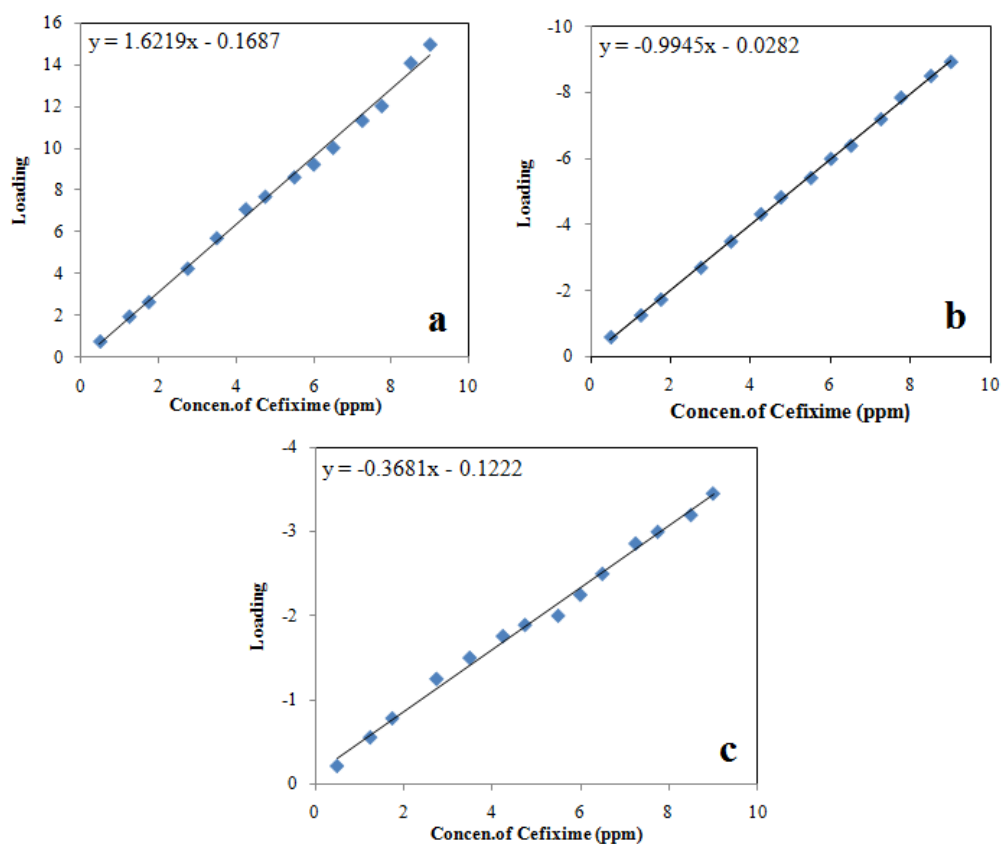 y = 1.6219x - 0.1687
16
14
12
10
8
6
4
2
0
Loading
a
0 2 4 6 8 10
Concen.of Cefixime (ppm)
y = -0.9945x - 0.0282
-10
-8
-6
-4
-2
0
Loading
b
0 2 4 6 8 10
Concen.of Cefixime (ppm)
y = -0.3681x - 0.1222
-4
-3
-2
-1
0
Loading
c
0 2 4 6 8 10
Concen.of Cefixime (ppm)